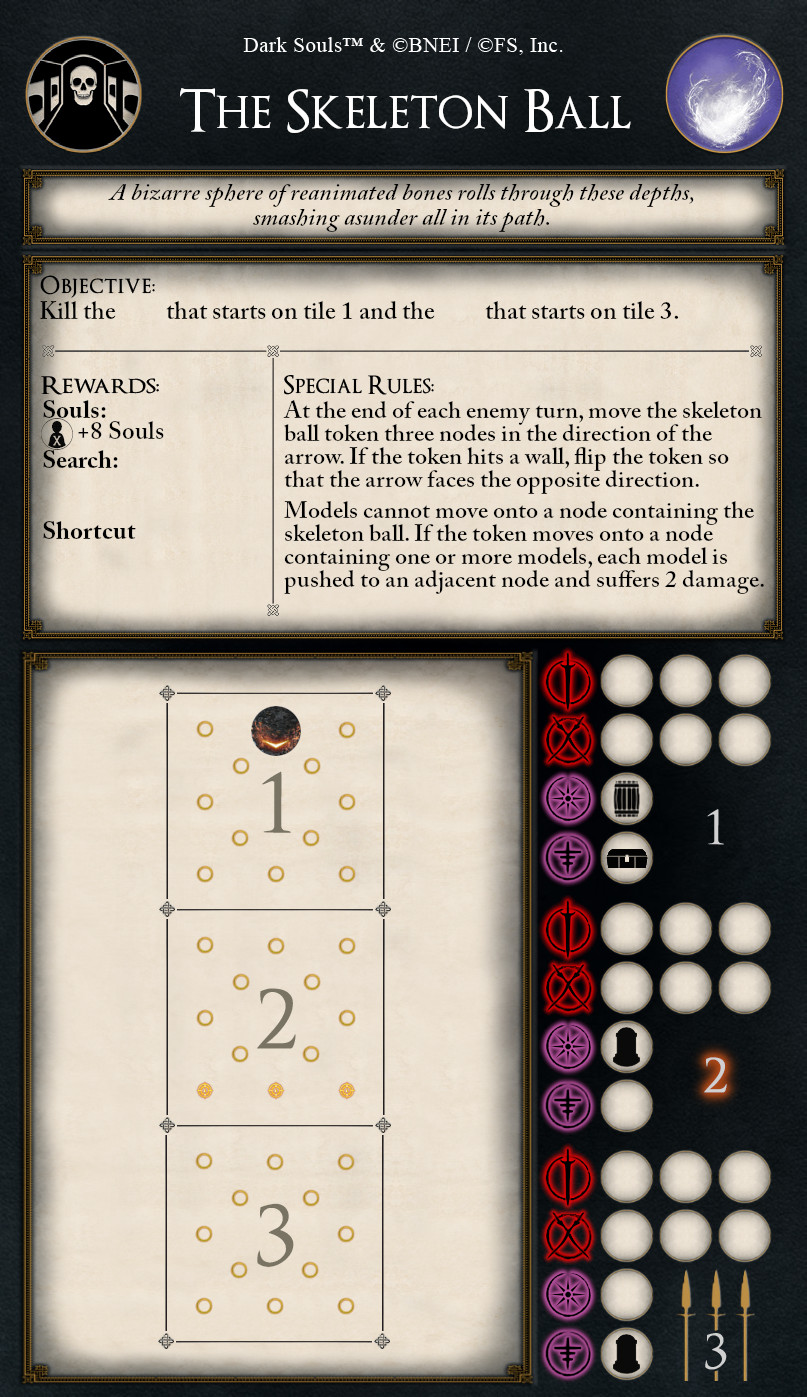 Dark Souls™ & ©BNEI / ©FS, Inc.
The Skeleton Ball
A bizarre sphere of reanimated bones rolls through these depths,
smashing asunder all in its path.
Objective:
Kill the that starts on tile 1 and the that starts on tile 3.
Rewards:
Souls:
X +8 Souls
Search:
Shortcut
Special Rules:
At the end of each enemy turn, move the skeleton
ball token three nodes in the direction of the
arrow. If the token hits a wall, flip the token so
that the arrow faces the opposite direction.
Models cannot move onto a node containing the
skeleton ball. If the token moves onto a node
containing one or more models, each model is
pushed to an adjacent node and suffers 2 damage.
1
2
3
1
2
3